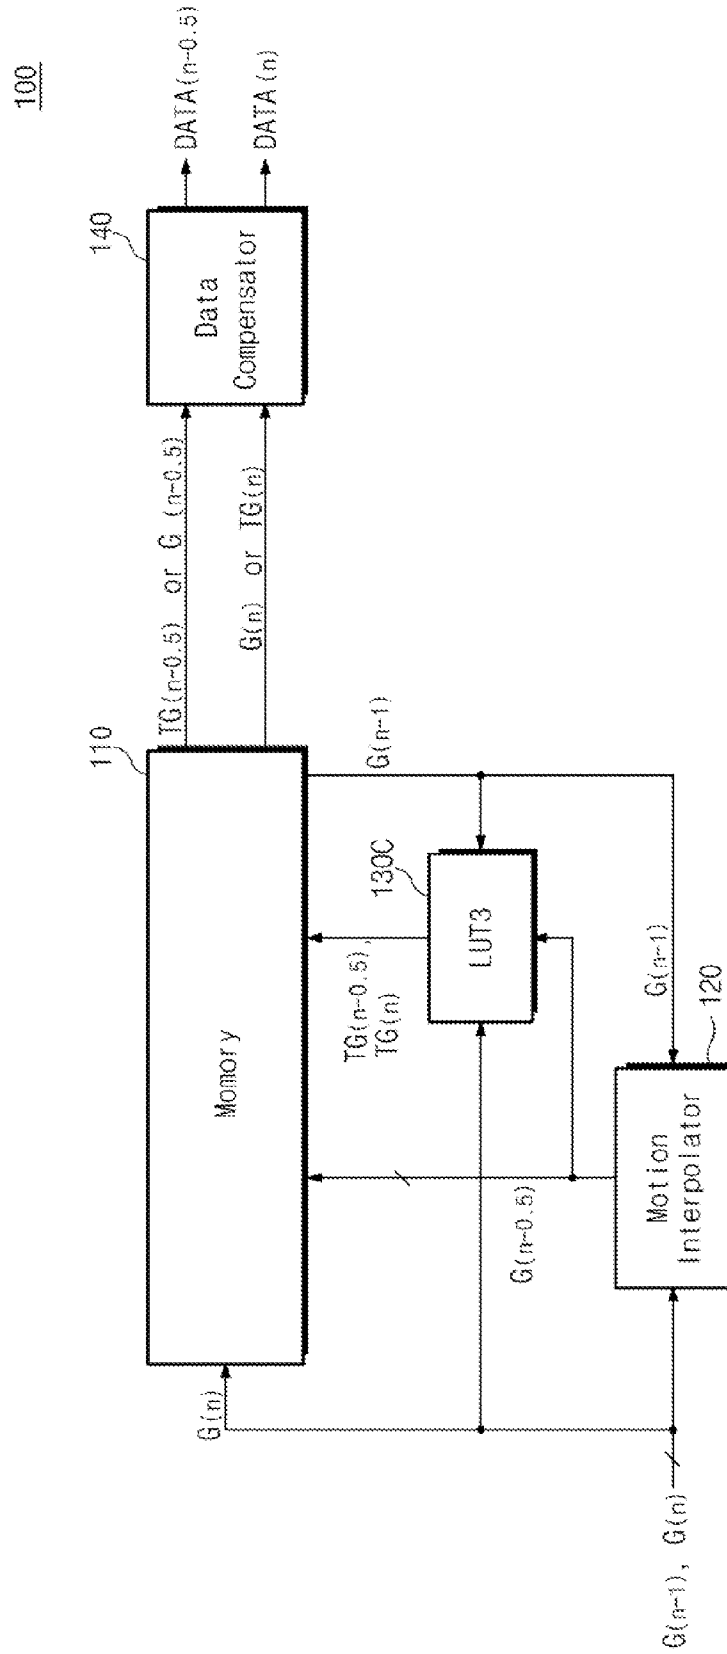 100
110
Momory
TG(n-0.5) or G (n-0.5)
G(n) or TG(n)
140
Data
Compensator
DATA(n-0.5)
DATA(n)
G(n)
TG(n-0.5),
TG(n)
130C
LUT3
G(n-1)
G(n-0.5)
G(n-1)
120
Motion
Interpolator
G(n-1), G(n)